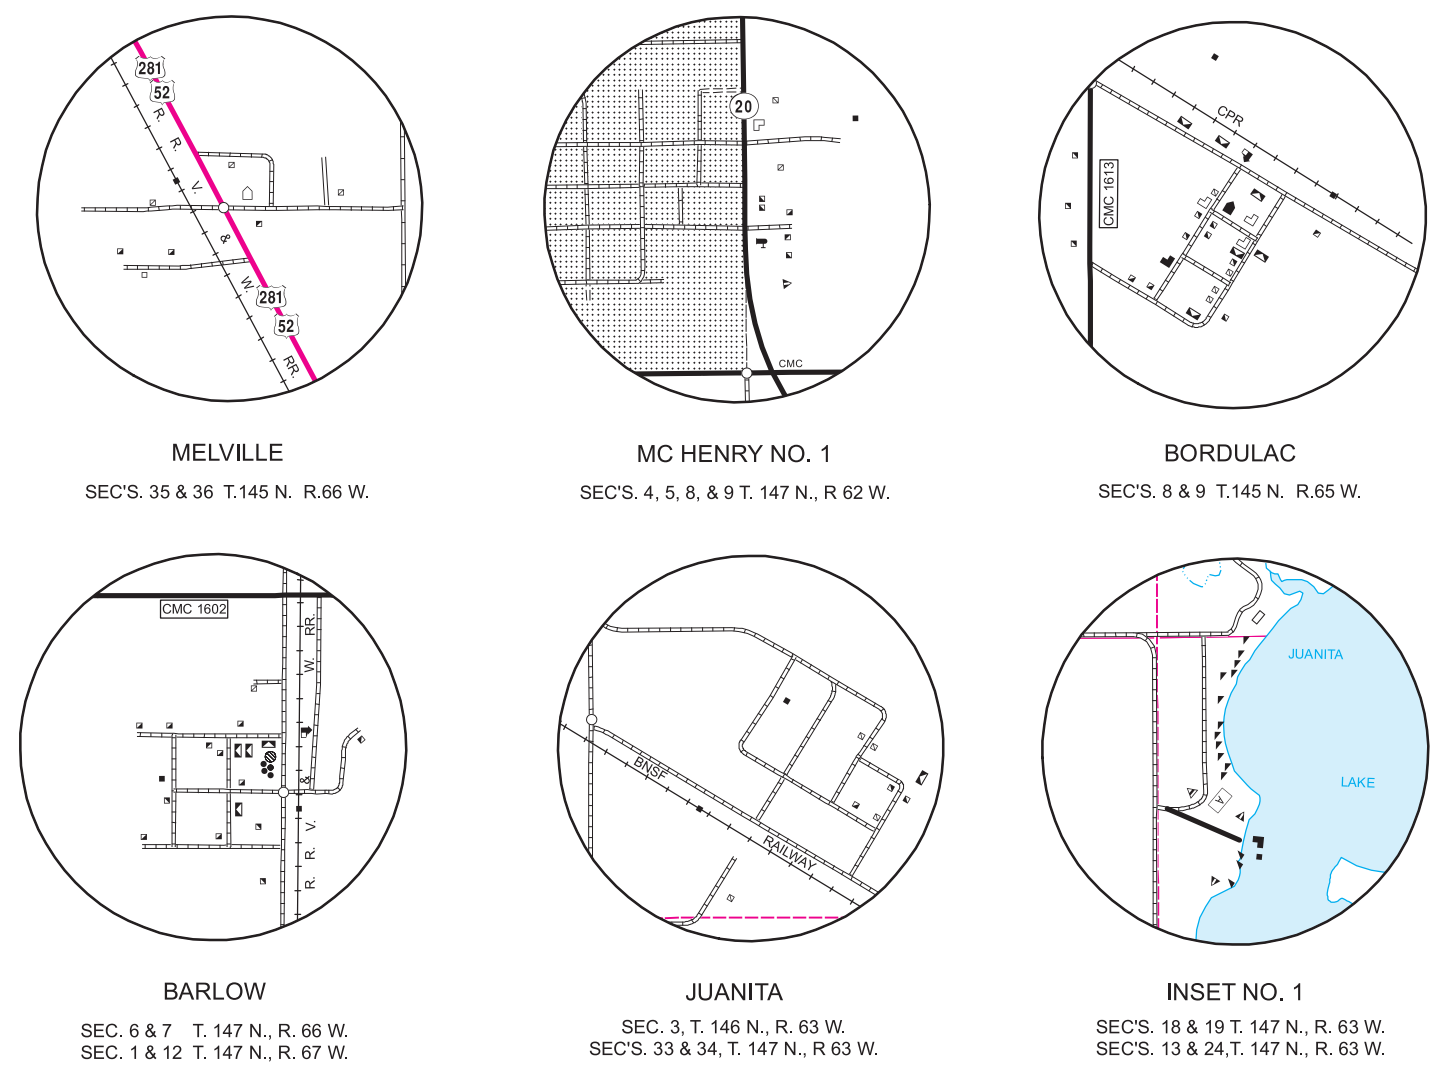 281
52
R. R. V. & W. RR.
281
52
MELVILLE
SEC'S. 35 & 36 T.145 N. R.66 W.
20
CMC
MC HENRY NO. 1
SEC'S. 4, 5, 8, & 9 T. 147 N., R 62 W.
CPR
CMC 1613
BORDULAC
SEC'S. 8 & 9 T.145 N. R.65 W.
CMC 1602
R. R. V. & W. RR.
BARLOW
SEC. 6 & 7 T. 147 N., R. 66 W.
SEC. 1 & 12 T. 147 N., R. 67 W.
BNSF
RAILWAY
JUANITA
SEC. 3, T. 146 N., R. 63 W.
SEC'S. 33 & 34, T. 147 N., R 63 W.
JUANITA
LAKE
A
INSET NO. 1
SEC'S. 18 & 19 T. 147 N., R. 63 W.
SEC'S. 13 & 24,T. 147 N., R. 63 W.